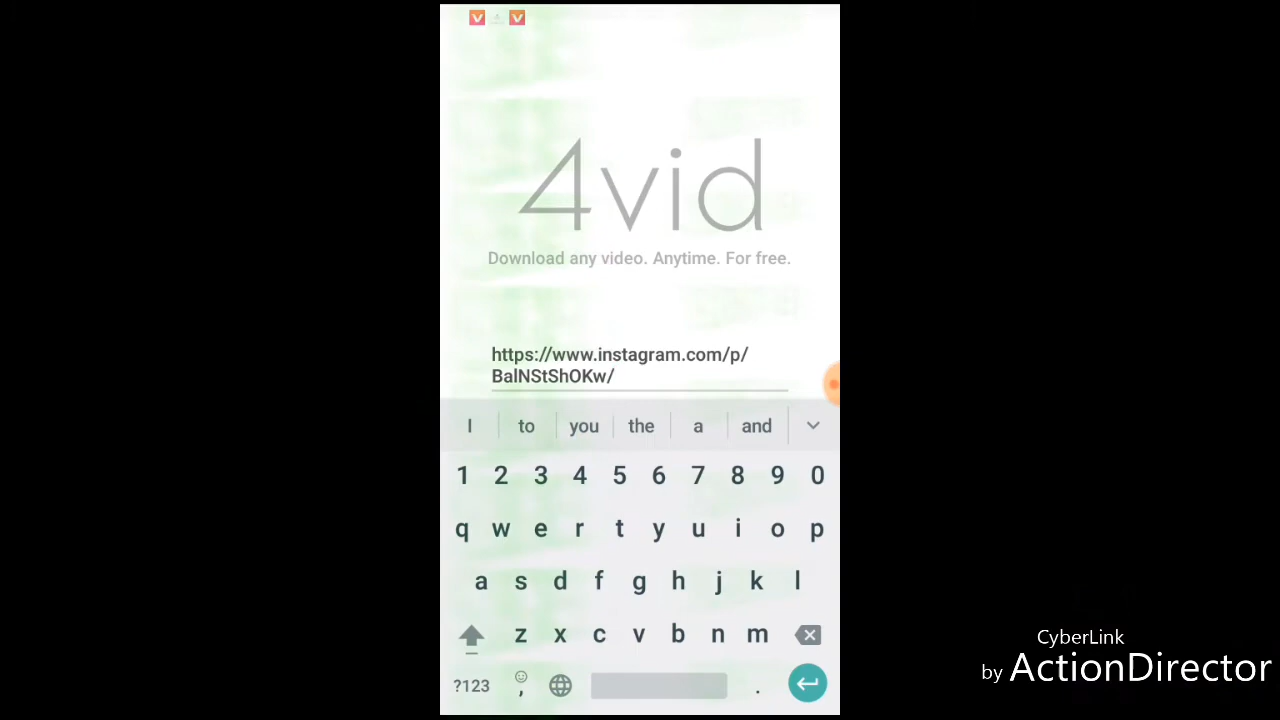 4vid
Download any video. Anytime. For free.
https://www.instagram.com/p/
BalNStShOKw/
I to you the a and
1 2 3 4 5 6 7 8 9 0
q w e r t y u i o p
a s d f g h j k l
z x c v b n m
?123 , .
CyberLink
by ActionDirector